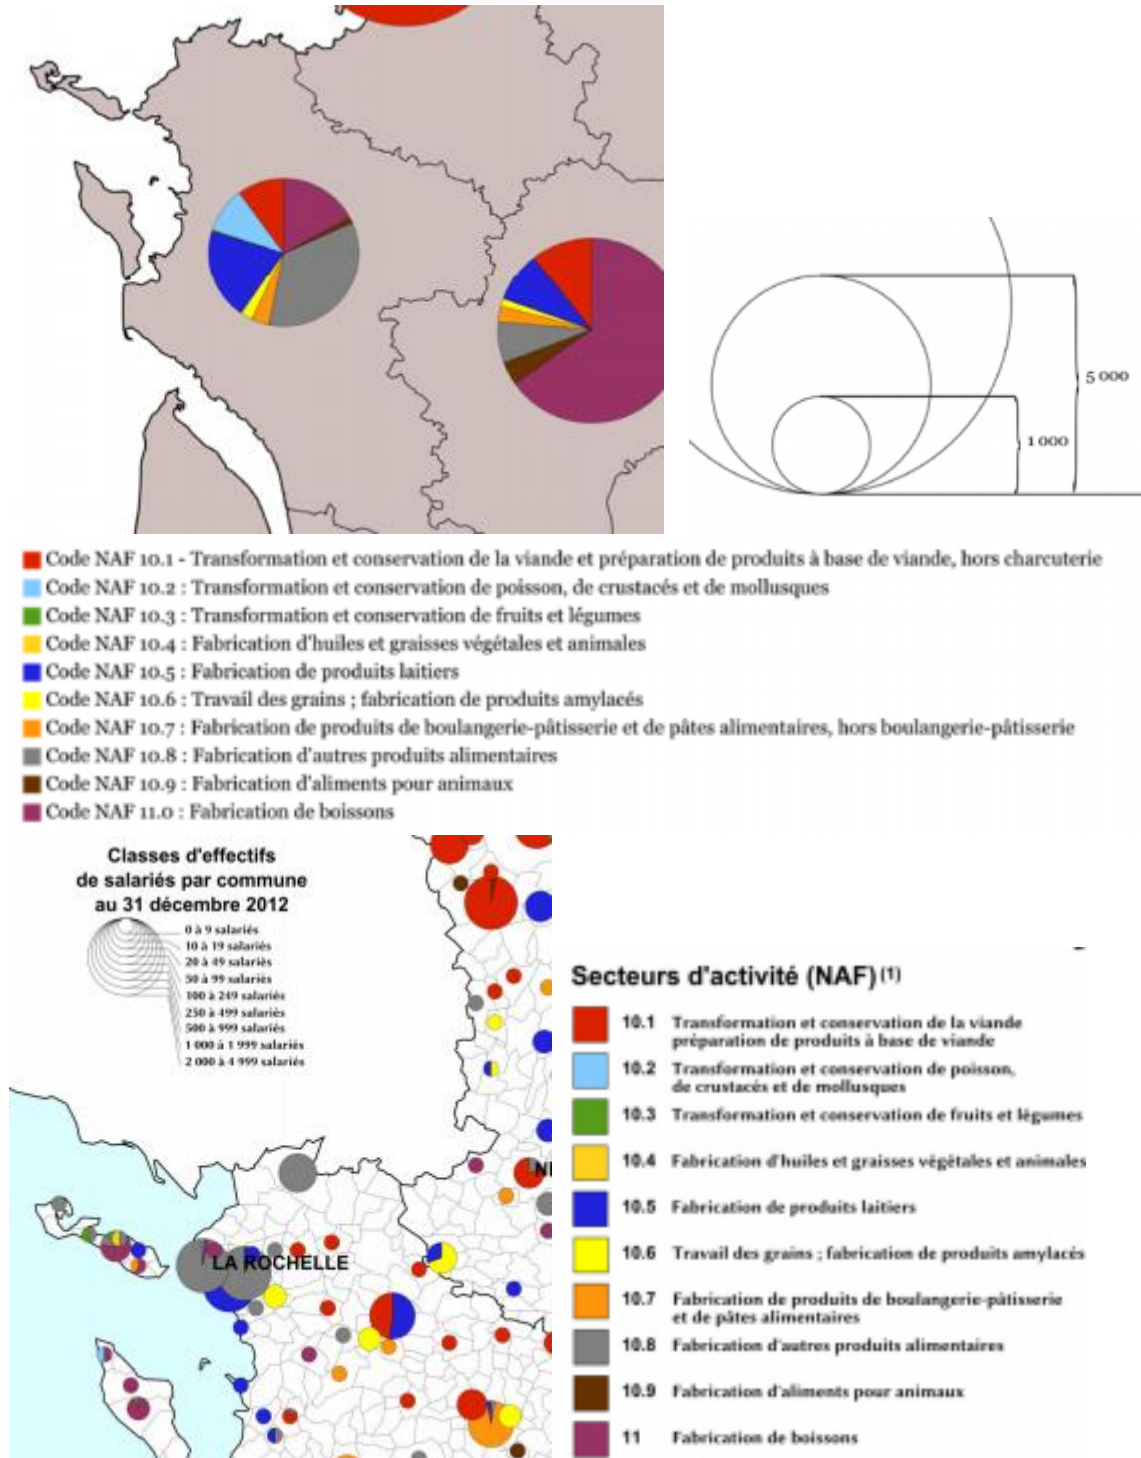 5 000
1 000
Code NAF 10.1 - Transformation et conservation de la viande et préparation de produits à base de viande, hors charcuterie
Code NAF 10.2 : Transformation et conservation de poisson, de crustacés et de mollusques
Code NAF 10.3 : Transformation et conservation de fruits et légumes
Code NAF 10.4 : Fabrication d'huiles et graisses végétales et animales
Code NAF 10.5 : Fabrication de produits laitiers
Code NAF 10.6 : Travail des grains ; fabrication de produits amylacés
Code NAF 10.7 : Fabrication de produits de boulangerie-pâtisserie et de pâtes alimentaires, hors boulangerie-pâtisserie
Code NAF 10.8 : Fabrication d'autres produits alimentaires
Code NAF 10.9 : Fabrication d'aliments pour animaux
Code NAF 11.0 : Fabrication de boissons
Classes d'effectifs
de salariés par commune
au 31 décembre 2012
0 à 9 salariés
10 à 19 salariés
20 à 49 salariés
50 à 99 salariés
100 à 249 salariés
250 à 499 salariés
500 à 999 salariés
1 000 à 1 999 salariés
2 000 à 4 999 salariés
NI
LA ROCHELLE
Secteurs d'activité (NAF) (1)
10.1 Transformation et conservation de la viande
préparation de produits à base de viande
10.2 Transformation et conservation de poisson,
de crustacés et de mollusques
10.3 Transformation et conservation de fruits et légumes
10.4 Fabrication d'huiles et graisses végétales et animales
10.5 Fabrication de produits laitiers
10.6 Travail des grains ; fabrication de produits amylacés
10.7 Fabrication de produits de boulangerie-pâtisserie
et de pâtes alimentaires
10.8 Fabrication d'autres produits alimentaires
10.9 Fabrication d'aliments pour animaux
11 Fabrication de boissons